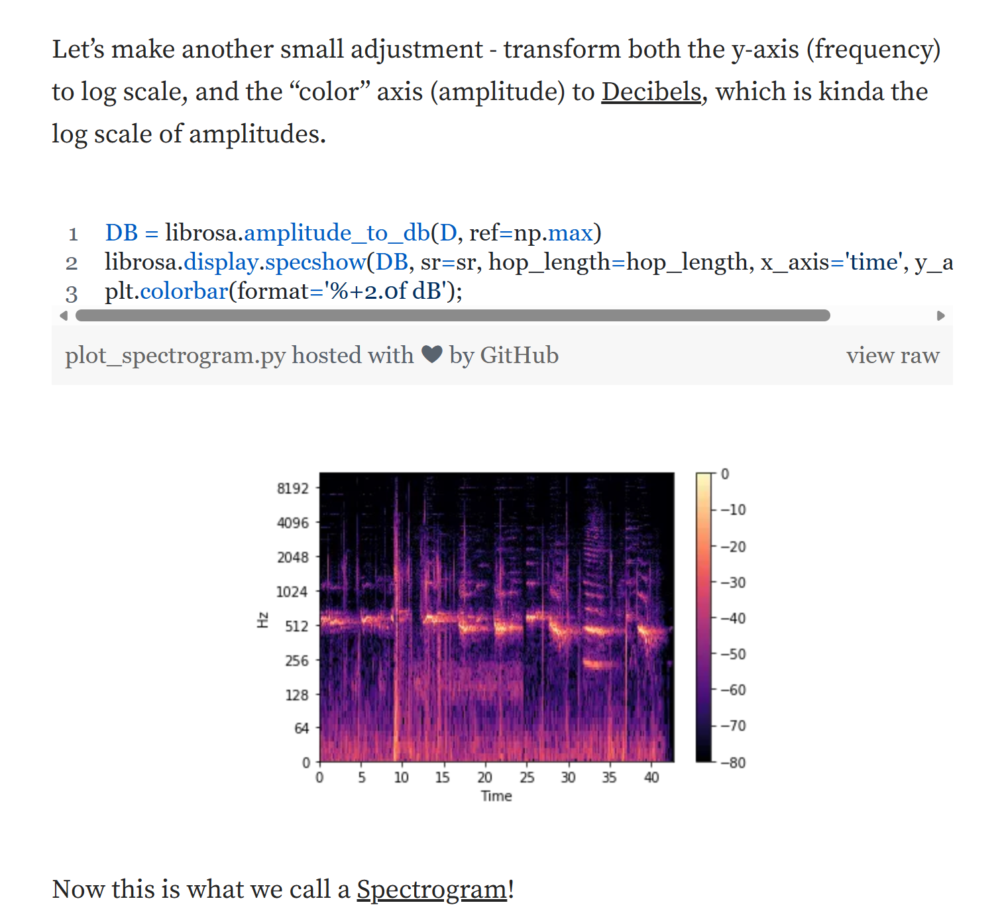 Let’s make another small adjustment - transform both the y-axis (frequency)
to log scale, and the “color” axis (amplitude) to Decibels, which is kinda the
log scale of amplitudes.
1 DB = librosa.amplitude_to_db(D, ref=np.max)
2 librosa.display.specshow(DB, sr=sr, hop_length=hop_length, x_axis='time', y_a
3 plt.colorbar(format='%+2.0f dB');
plot_spectrogram.py hosted with ❤ by GitHub view raw
8192
4096
2048
1024
512
256
128
64
0
Hz
0 5 10 15 20 25 30 35 40
Time
0
−10
−20
−30
−40
−50
−60
−70
−80
Now this is what we call a Spectrogram!